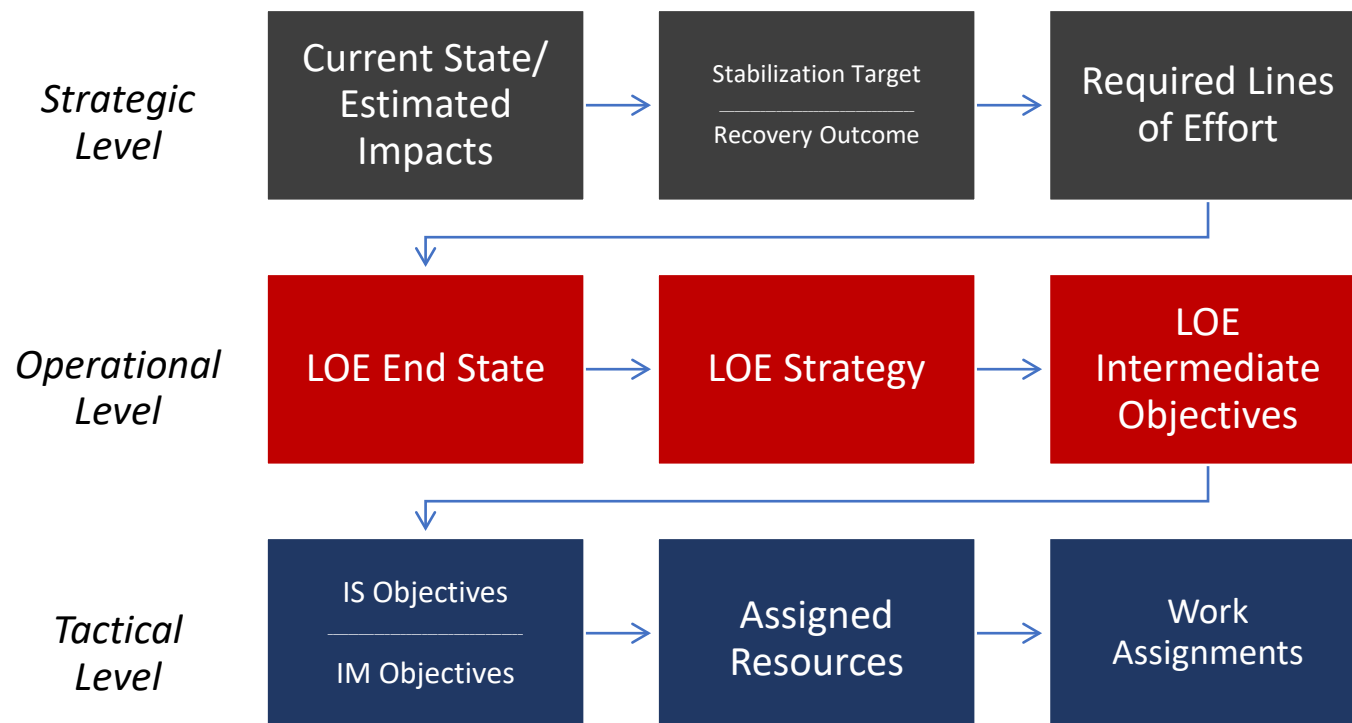 Strategic
Level
Current State/
Estimated
Impacts
Stabilization Target
Recovery Outcome
Required Lines
of Effort
Operational
Level
LOE End State
LOE Strategy
LOE
Intermediate
Objectives
Tactical
Level
IS Objectives
IM Objectives
Assigned
Resources
Work
Assignments